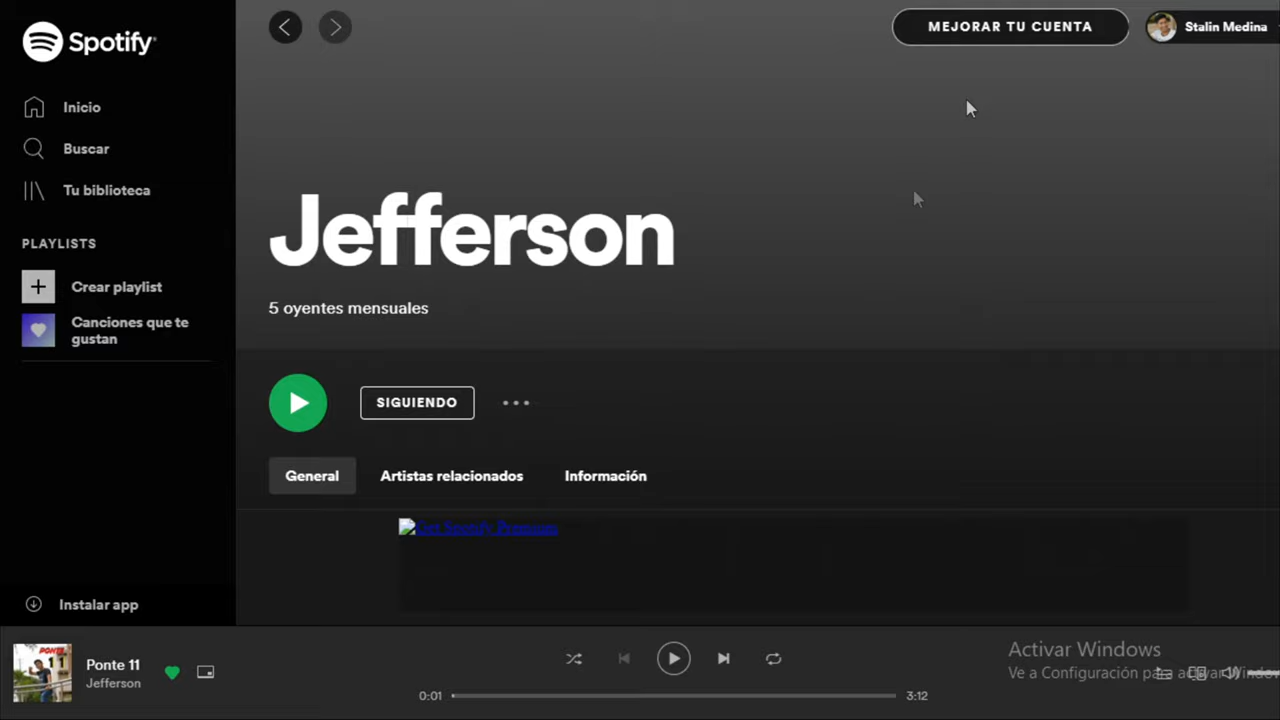 Spotify
MEJORAR TU CUENTA
Stalin Medina
Inicio
Buscar
Tu biblioteca
PLAYLISTS
Crear playlist
Canciones que te
gustan
Instalar app
Jefferson
5 oyentes mensuales
SIGUIENDO
General
Artistas relacionados
Información
Get Spotify Premium
PONTE
11
Ponte 11
Jefferson
0:01
3:12
Activar Windows
Ve a Configuración para activar Windows